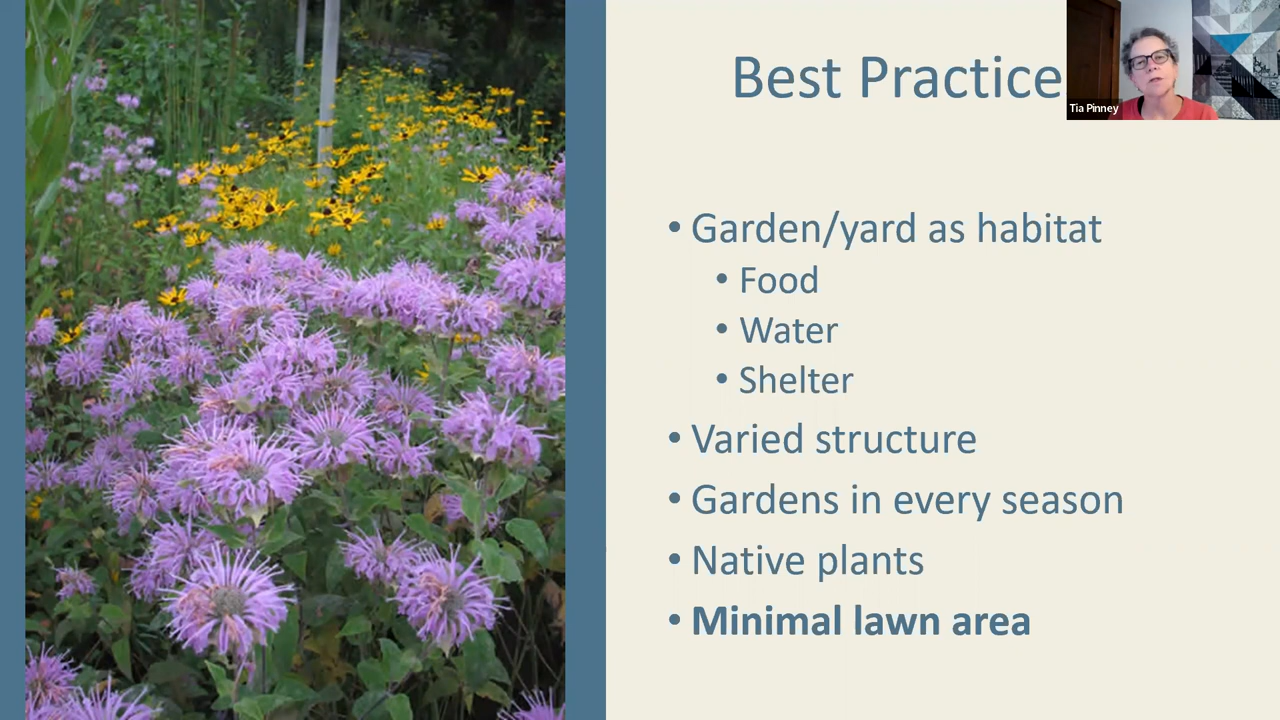 Best Practice
Tia Pinney
• Garden/yard as habitat
• Food
• Water
• Shelter
• Varied structure
• Gardens in every season
• Native plants
• Minimal lawn area